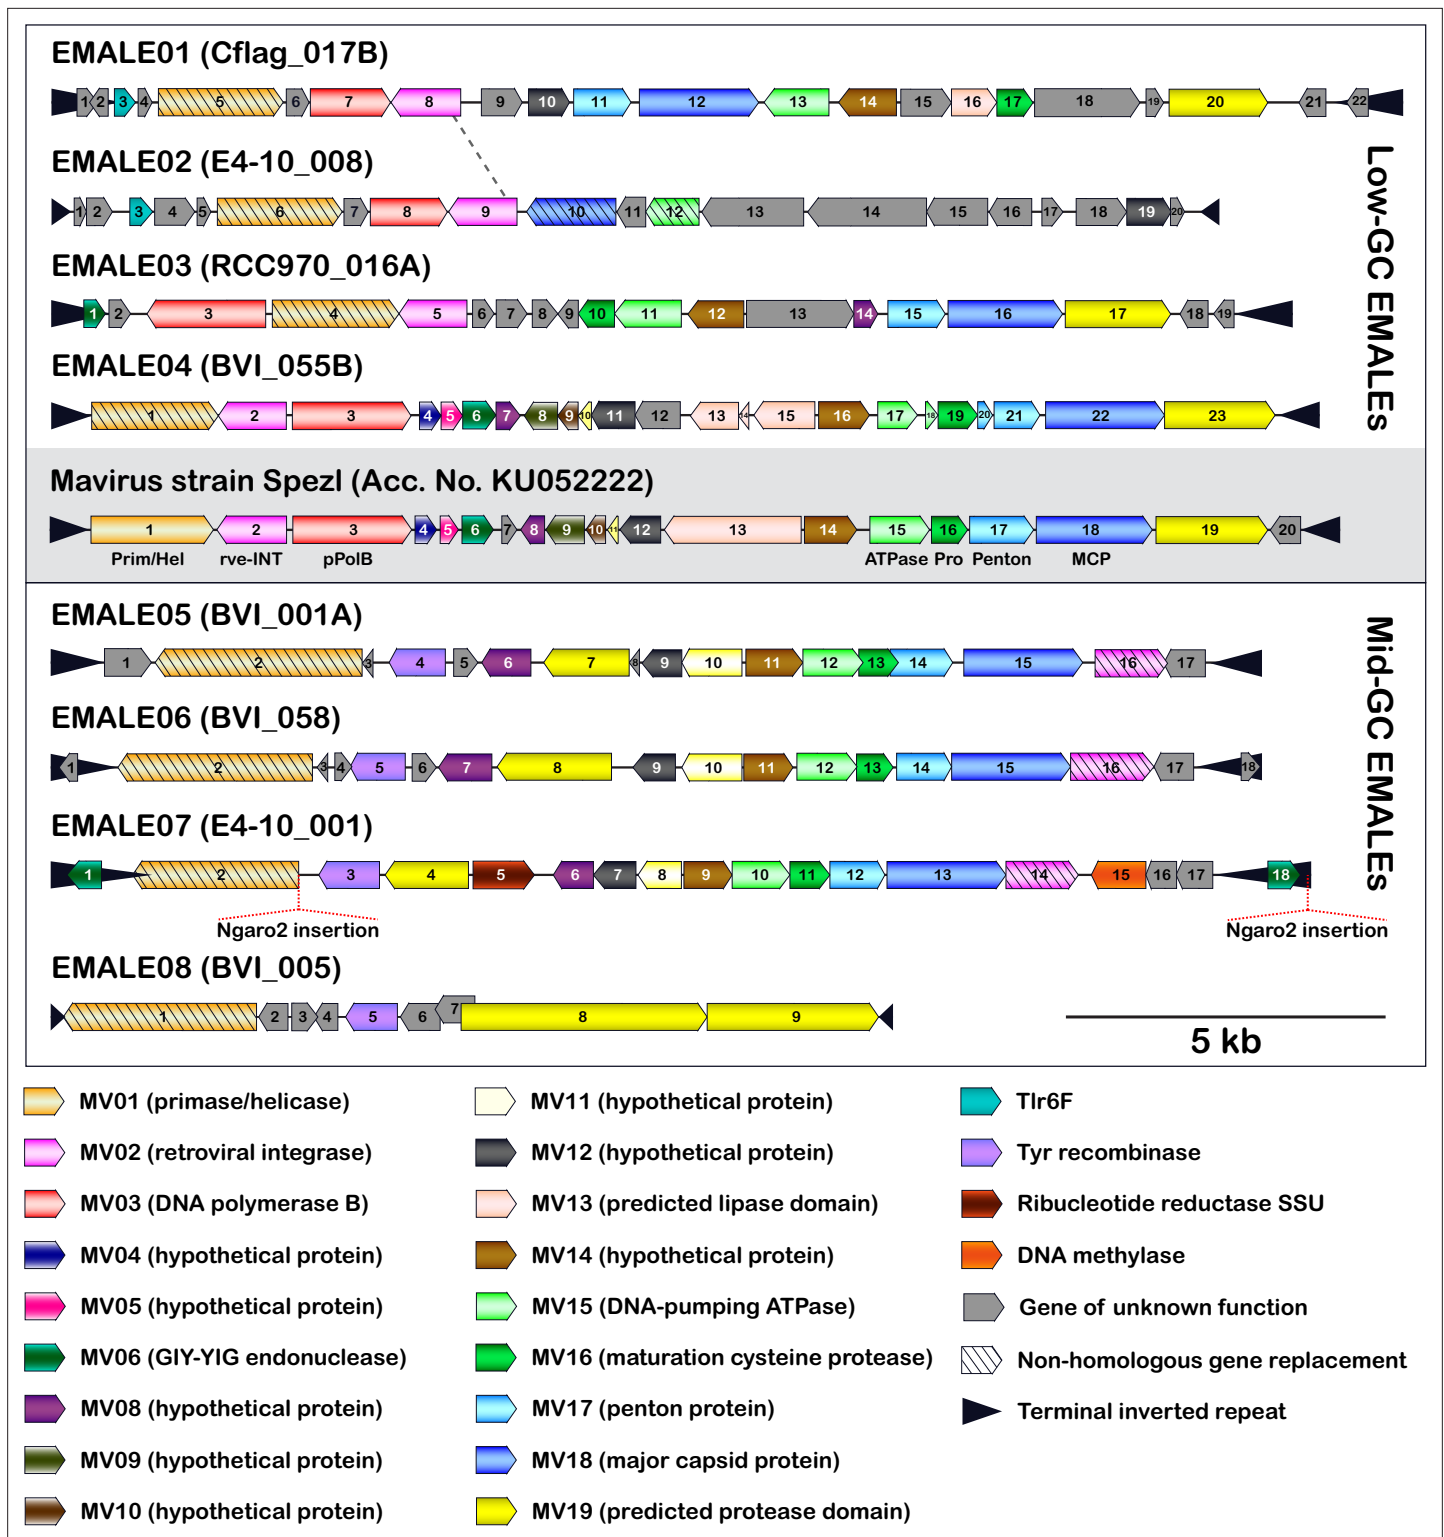 EMALE01 (Cflag_017B)
1 2 3 4 5 6 7 8 9 10 11 12 13 14 15 16 17 18 19 20 21 22
EMALE02 (E4-10_008)
1 2 3 4 5 6 7 8 9 10 11 12 13 14 15 16 17 18 19 20
EMALE03 (RCC970_016A)
1 2 3 4 5 6 7 8 9 10 11 12 13 14 15 16 17 18 19
EMALE04 (BVI_055B)
1 2 3 4 5 6 7 8 9 10 11 12 13 14 15 16 17 18 19 20 21 22 23
Low-GC EMALEs
Mavirus strain Spezl (Acc. No. KU052222)
1 2 3 4 5 6 7 8 9 10 11 12 13 14 15 16 17 18 19 20
Prim/Hel rve-INT pPolB ATPase Pro Penton MCP
EMALE05 (BVI_001A)
1 2 3 4 5 6 7 8 9 10 11 12 13 14 15 16 17
EMALE06 (BVI_058)
1 2 3 4 5 6 7 8 9 10 11 12 13 14 15 16 17 18
EMALE07 (E4-10_001)
1 2 3 4 5 6 7 8 9 10 11 12 13 14 15 16 17 18
Ngaro2 insertion Ngaro2 insertion
EMALE08 (BVI_005)
1 2 3 4 5 6 7 8 9
Mid-GC EMALEs
5 kb
MV01 (primase/helicase)
MV02 (retroviral integrase)
MV03 (DNA polymerase B)
MV04 (hypothetical protein)
MV05 (hypothetical protein)
MV06 (GIY-YIG endonuclease)
MV08 (hypothetical protein)
MV09 (hypothetical protein)
MV10 (hypothetical protein)
MV11 (hypothetical protein)
MV12 (hypothetical protein)
MV13 (predicted lipase domain)
MV14 (hypothetical protein)
MV15 (DNA-pumping ATPase)
MV16 (maturation cysteine protease)
MV17 (penton protein)
MV18 (major capsid protein)
MV19 (predicted protease domain)
Tlr6F
Tyr recombinase
Ribucleotide reductase SSU
DNA methylase
Gene of unknown function
Non-homologous gene replacement
Terminal inverted repeat